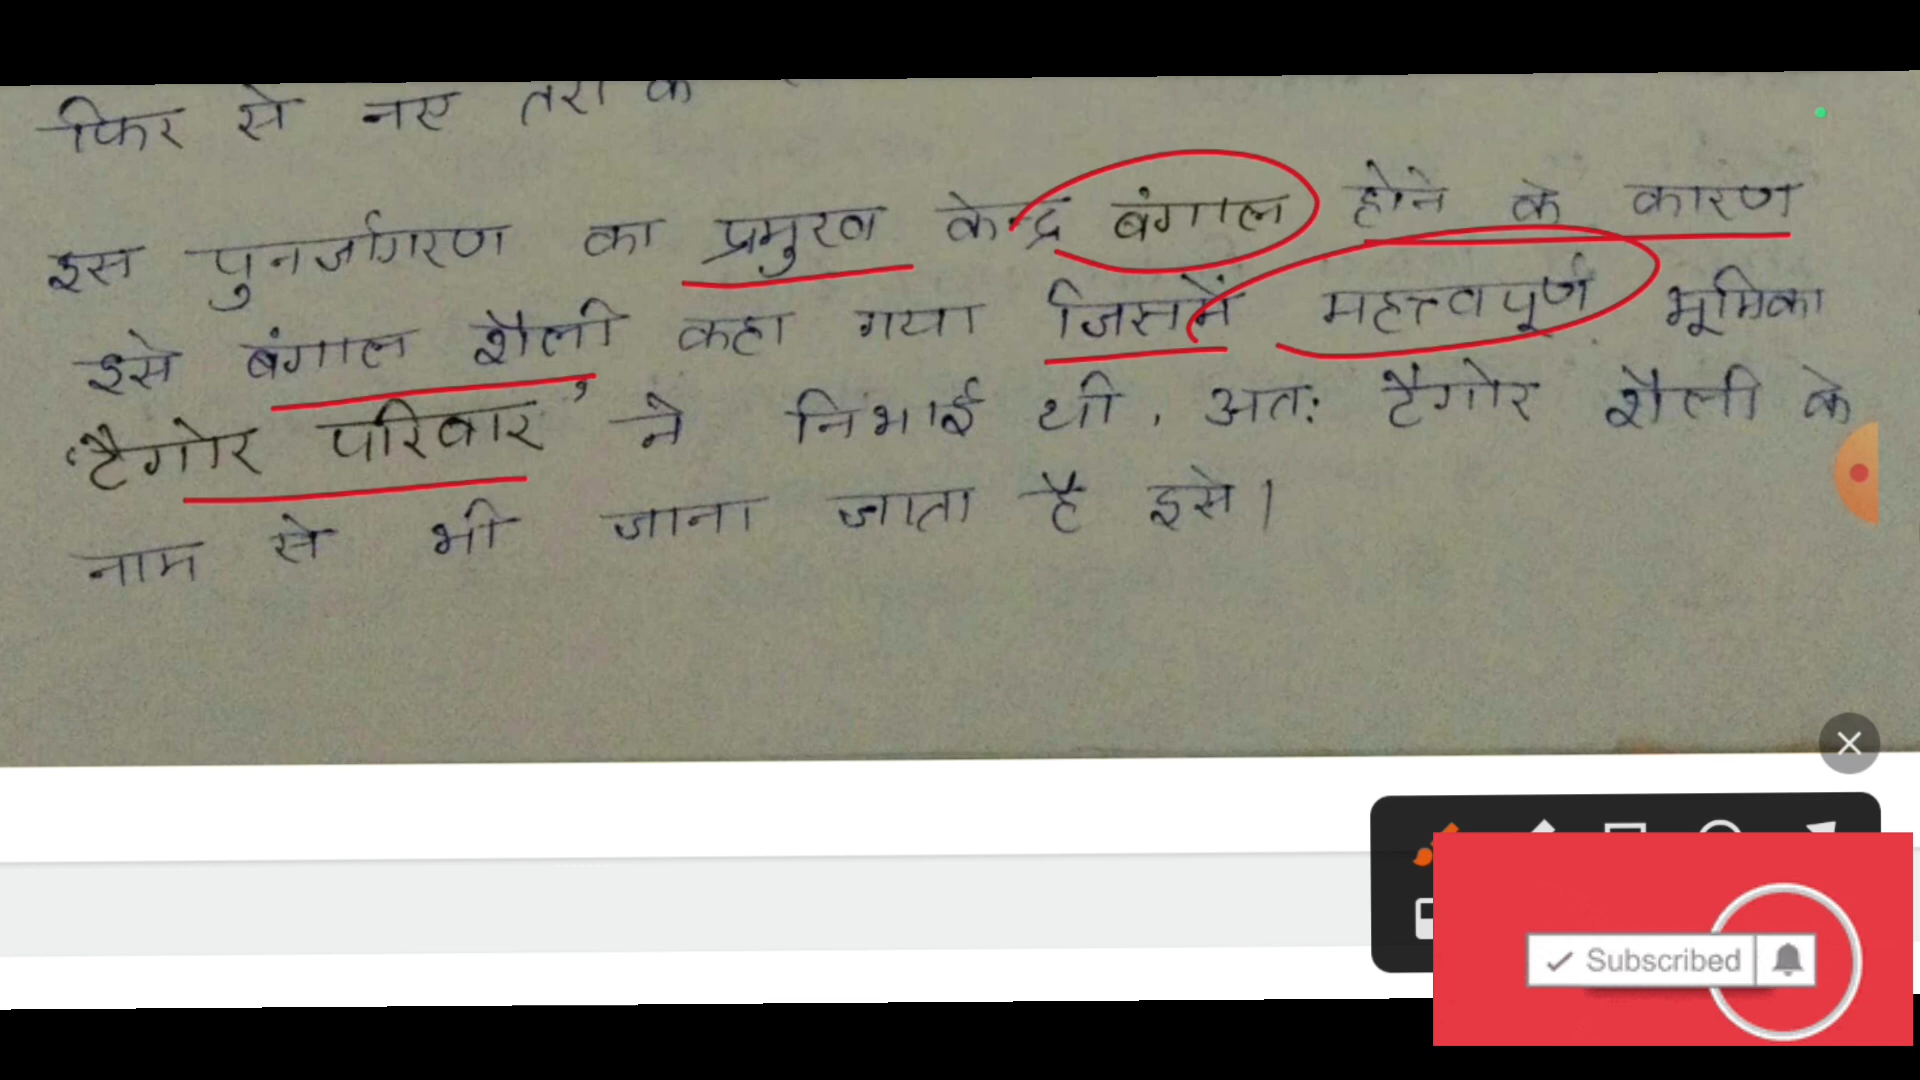 फिर से नए
इस पुनर्जागरण का प्रमुख केन्द्र बंगाल होने के कारण
इसे बंगाल शैली कहा गया जिसमें महत्त्वपूर्ण भूमिका
'टैगोर परिवार' ने निभाई थी, अतः टैगोर शैली के
नाम से भी जाना जाता है इसे।
Subscribed